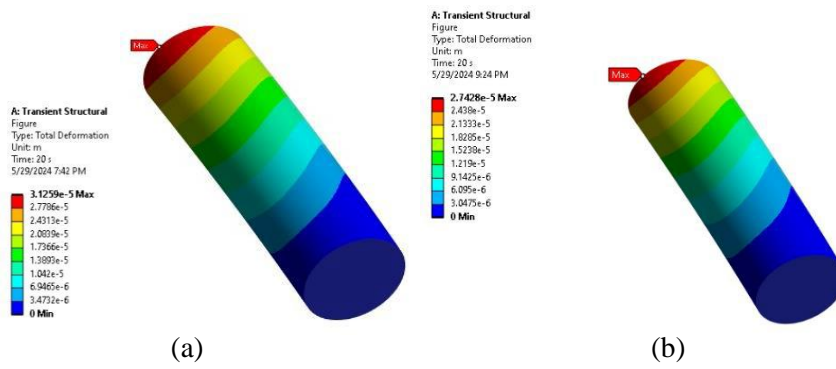 A: Transient Structural
Figure
Type: Total Deformation
Unit: m
Time: 20 s
5/29/2024 7:42 PM
3.1259e-5 Max
2.7786e-5
2.4313e-5
2.0839e-5
1.7366e-5
1.3893e-5
1.042e-5
6.9465e-6
3.4732e-6
0 Min
Max
(a)
A: Transient Structural
Figure
Type: Total Deformation
Unit: m
Time: 20 s
5/29/2024 9:24 PM
2.7428e-5 Max
2.438e-5
2.1333e-5
1.8285e-5
1.5238e-5
1.219e-5
9.1425e-6
6.095e-6
3.0475e-6
0 Min
Max
(b)